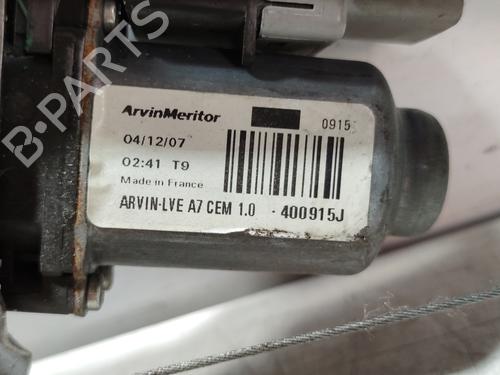 B-PARTS
ArvinMeritor
0915
04/12/07
02:41 T9
Made in France
ARVIN-LVE A7 CEM 1.0 - 400915J